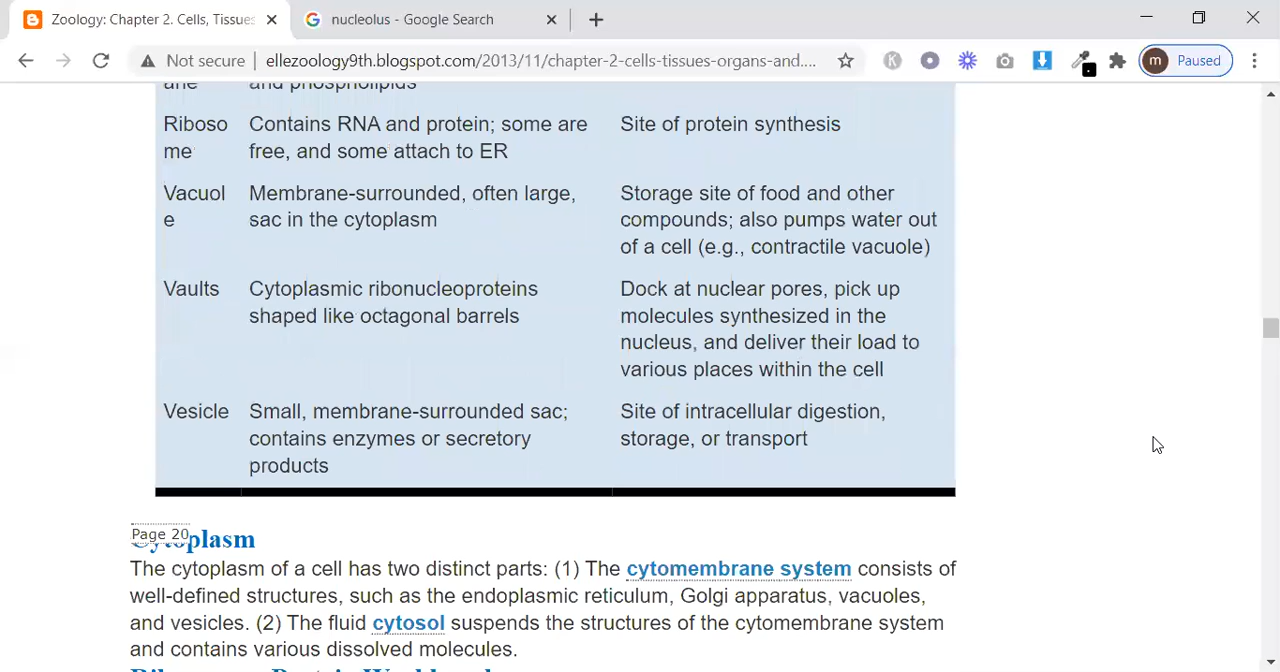 Zoology: Chapter 2. Cells, Tissues
nucleolus - Google Search
Not secure
ellezoology9th.blogspot.com/2013/11/chapter-2-cells-tissues-organs-and....
K
m Paused
ane and phospholipids
Riboso Contains RNA and protein; some are Site of protein synthesis
me free, and some attach to ER
Vacuol Membrane-surrounded, often large, Storage site of food and other
e sac in the cytoplasm compounds; also pumps water out
of a cell (e.g., contractile vacuole)
Vaults Cytoplasmic ribonucleoproteins Dock at nuclear pores, pick up
shaped like octagonal barrels molecules synthesized in the
nucleus, and deliver their load to
various places within the cell
Vesicle Small, membrane-surrounded sac; Site of intracellular digestion,
contains enzymes or secretory storage, or transport
products
Page 20
Cytoplasm
The cytoplasm of a cell has two distinct parts: (1) The cytomembrane system consists of
well-defined structures, such as the endoplasmic reticulum, Golgi apparatus, vacuoles,
and vesicles. (2) The fluid cytosol suspends the structures of the cytomembrane system
and contains various dissolved molecules.